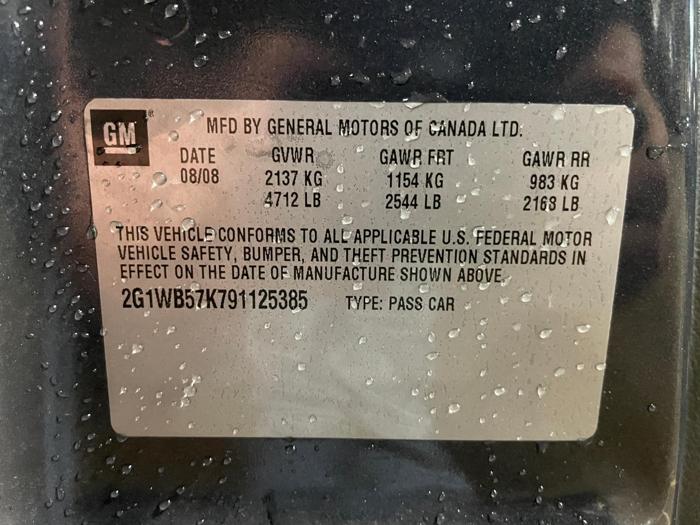 GM
MFD BY GENERAL MOTORS OF CANADA LTD.
DATE GVWR GAWR FRT GAWR RR
08/08 2137 KG 1154 KG 983 KG
4712 LB 2544 LB 2168 LB
THIS VEHICLE CONFORMS TO ALL APPLICABLE U.S. FEDERAL MOTOR
VEHICLE SAFETY, BUMPER, AND THEFT PREVENTION STANDARDS IN
EFFECT ON THE DATE OF MANUFACTURE SHOWN ABOVE.
2G1WB57K791125385 TYPE: PASS CAR